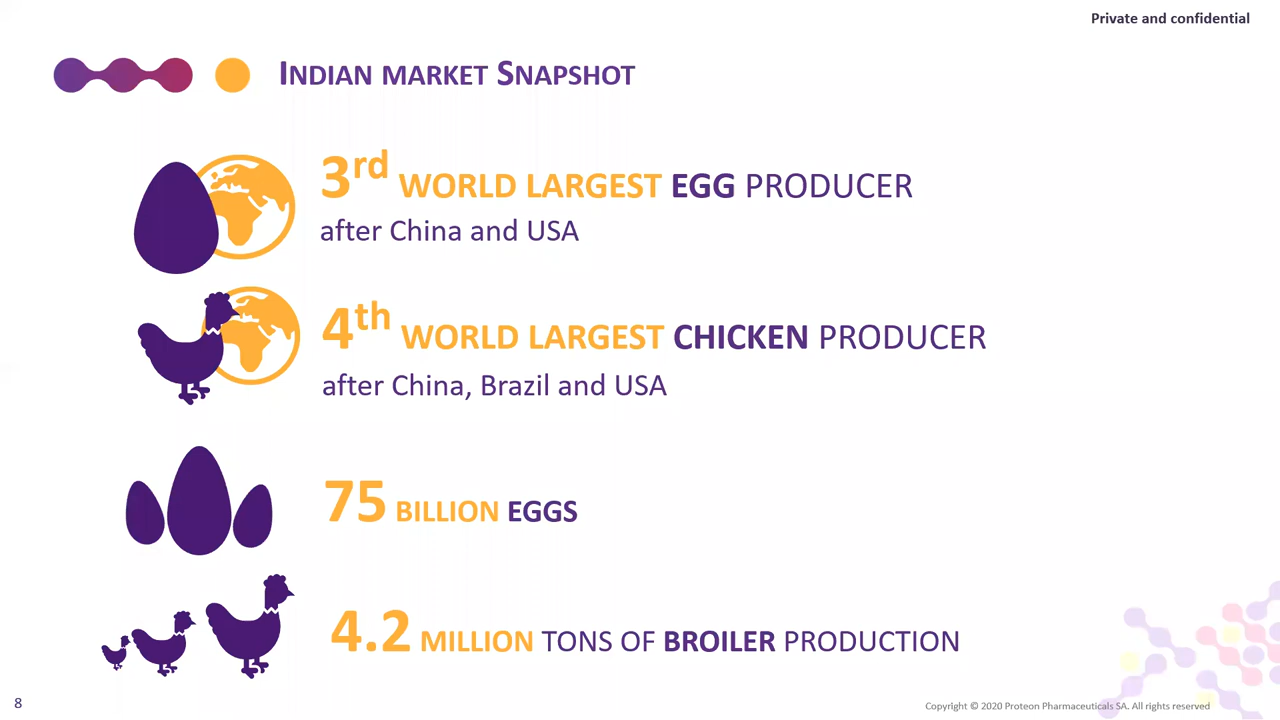 Private and confidential
INDIAN MARKET SNAPSHOT
3rd WORLD LARGEST EGG PRODUCER
after China and USA
4th WORLD LARGEST CHICKEN PRODUCER
after China, Brazil and USA
75 BILLION EGGS
4.2 MILLION TONS OF BROILER PRODUCTION
8
Copyright © 2020 Proteon Pharmaceuticals SA. All rights reserved